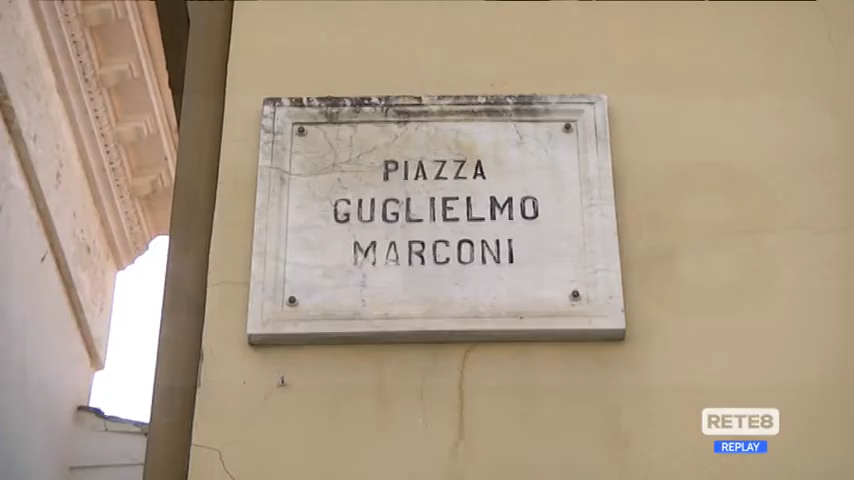 PIAZZA
GUGLIELMO
MARCONI
RETE8
REPLAY